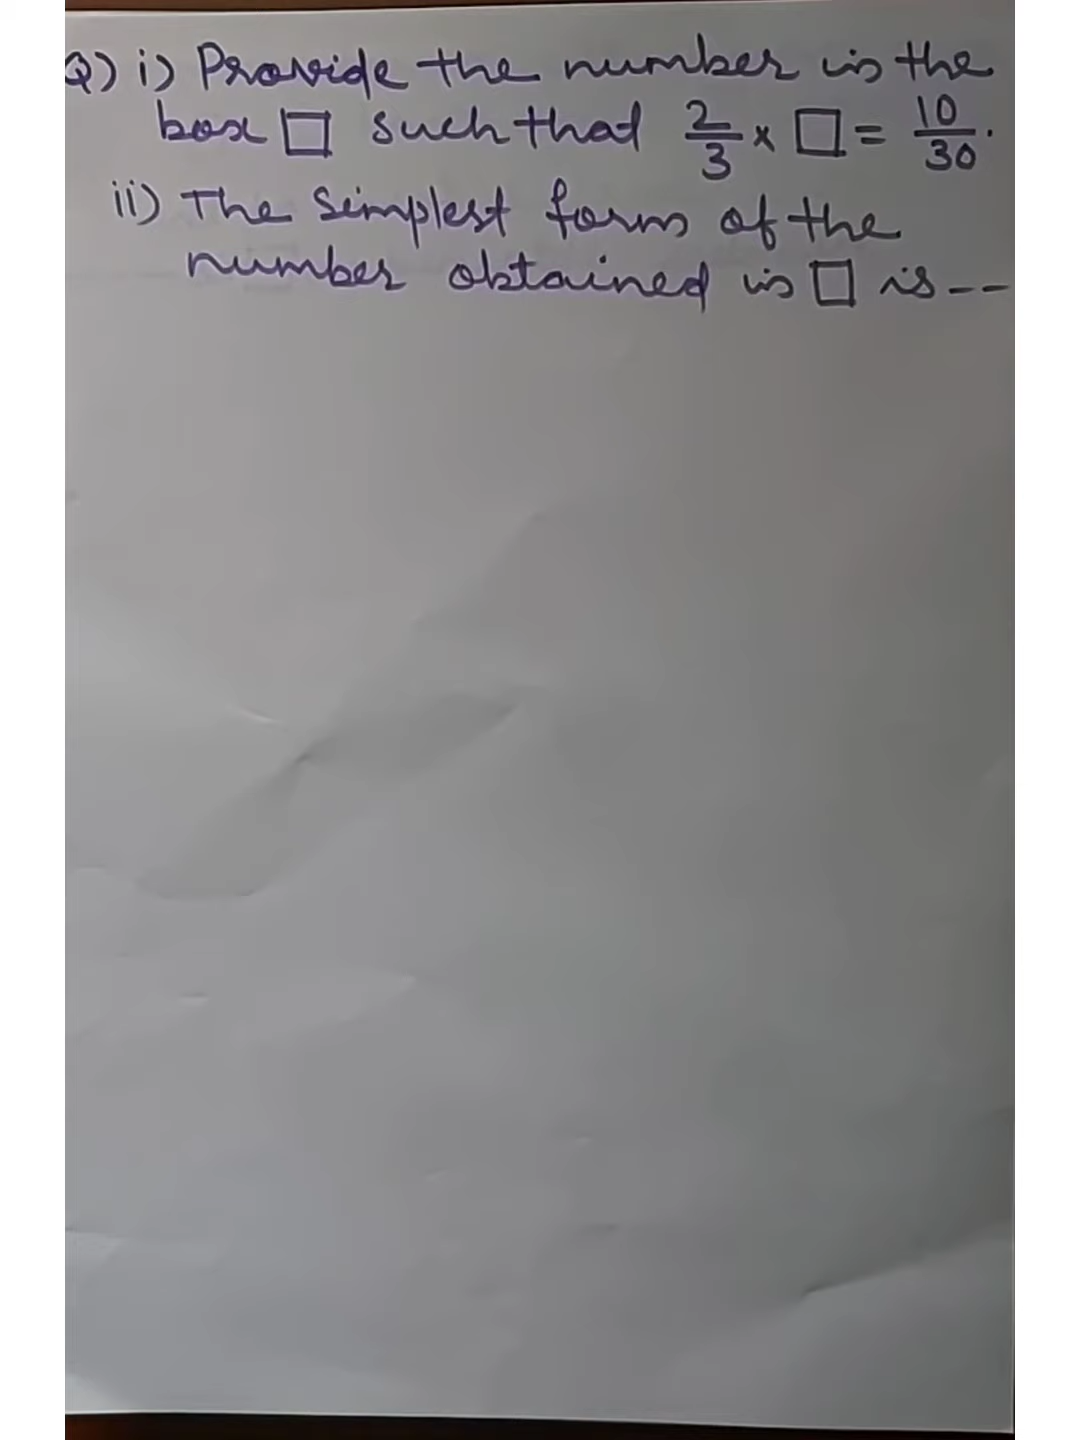 Q) i) Provide the number in the
box □ such that 2/3 x □ = 10/30.
ii) The simplest form of the
number obtained in □ is --